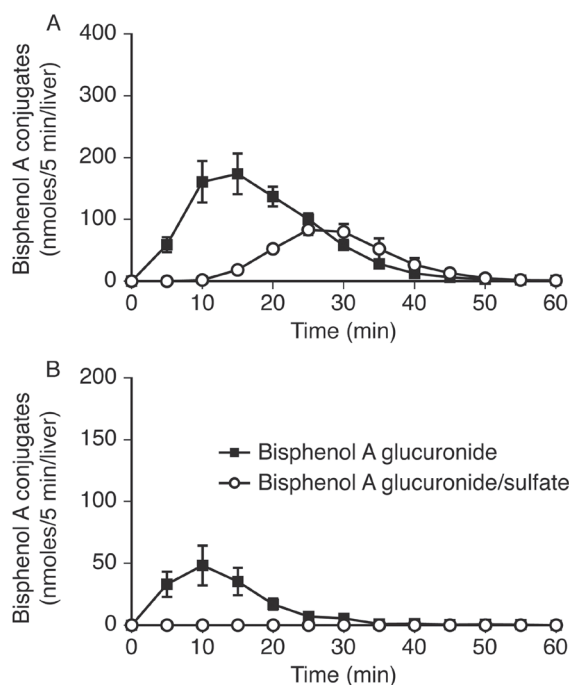 A
Bisphenol A conjugates
(nmoles/5 min/liver)
400
300
200
100
0
0 10 20 30 40 50 60
Time (min)
B
Bisphenol A conjugates
(nmoles/5 min/liver)
200
150
100
50
0
Bisphenol A glucuronide
Bisphenol A glucuronide/sulfate
0 10 20 30 40 50 60
Time (min)